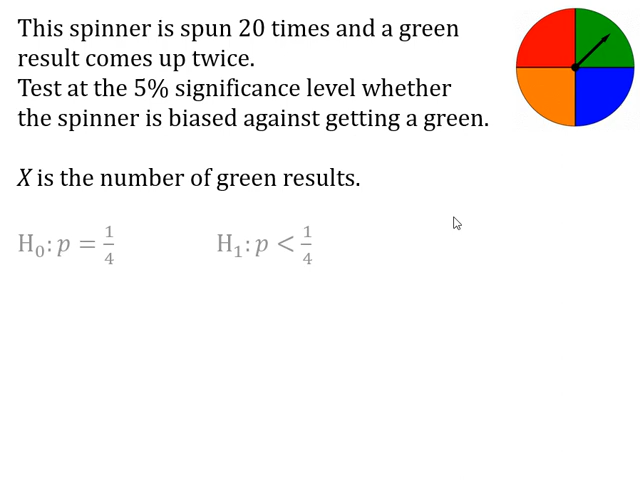 This spinner is spun 20 times and a green
result comes up twice.
Test at the 5% significance level whether
the spinner is biased against getting a green.
X is the number of green results.
H₀: p = 1/4 H₁: p < 1/4